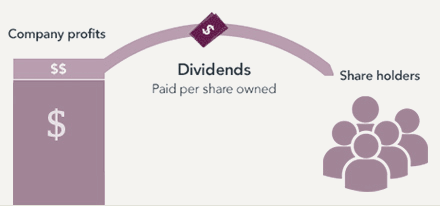 Company profits
$$
$
$
Dividends
Paid per share owned
Share holders